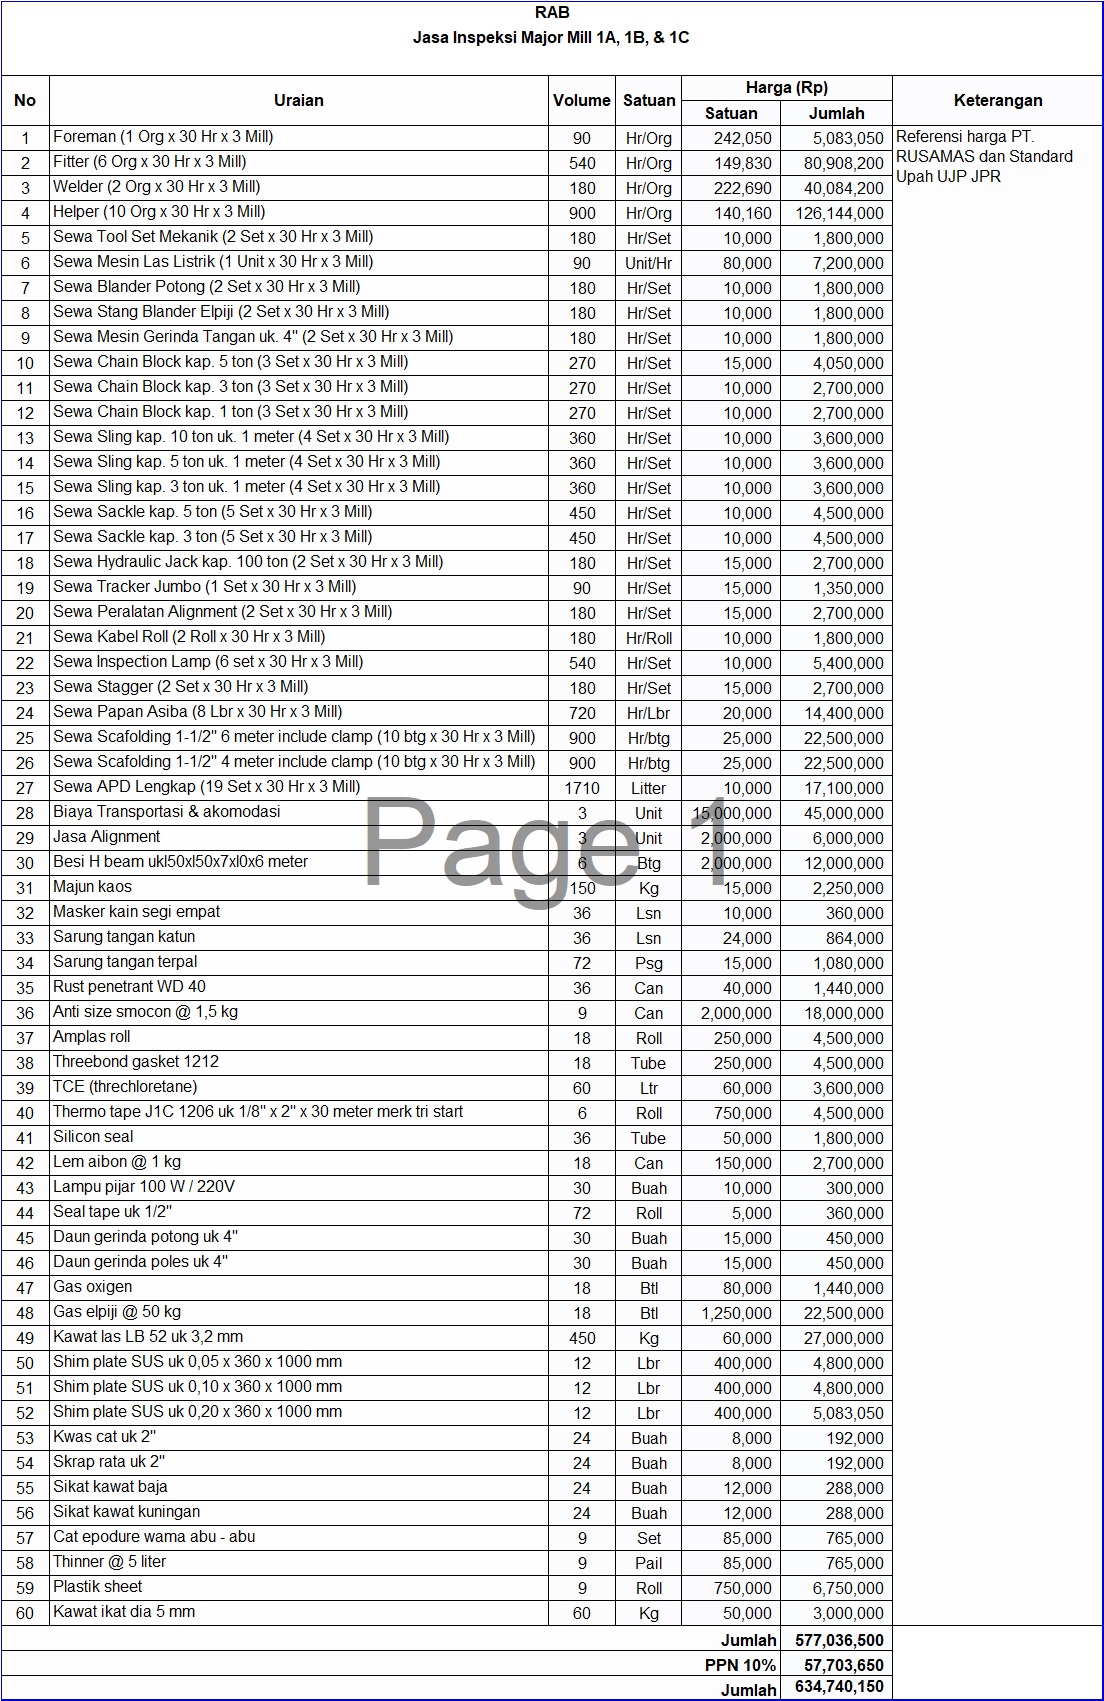 RAB
Jasa Inspeksi Major Mill 1A, 1B, & 1C
No Uraian Volume Satuan Harga (Rp) Keterangan
Satuan Jumlah
1 Foreman (1 Org x 30 Hr x 3 Mill) 90 Hr/Org 242,050 5,083,050 Referensi harga PT.
2 Fitter (6 Org x 30 Hr x 3 Mill) 540 Hr/Org 149,830 80,908,200 RUSAMAS dan Standard
3 Welder (2 Org x 30 Hr x 3 Mill) 180 Hr/Org 222,690 40,084,200 Upah UJP JPR
4 Helper (10 Org x 30 Hr x 3 Mill) 900 Hr/Org 140,160 126,144,000
5 Sewa Tool Set Mekanik (2 Set x 30 Hr x 3 Mill) 180 Hr/Set 10,000 1,800,000
6 Sewa Mesin Las Listrik (1 Unit x 30 Hr x 3 Mill) 90 Unit/Hr 80,000 7,200,000
7 Sewa Blander Potong (2 Set x 30 Hr x 3 Mill) 180 Hr/Set 10,000 1,800,000
8 Sewa Stang Blander Elpiji (2 Set x 30 Hr x 3 Mill) 180 Hr/Set 10,000 1,800,000
9 Sewa Mesin Gerinda Tangan uk. 4" (2 Set x 30 Hr x 3 Mill) 180 Hr/Set 10,000 1,800,000
10 Sewa Chain Block kap. 5 ton (3 Set x 30 Hr x 3 Mill) 270 Hr/Set 15,000 4,050,000
11 Sewa Chain Block kap. 3 ton (3 Set x 30 Hr x 3 Mill) 270 Hr/Set 10,000 2,700,000
12 Sewa Chain Block kap. 1 ton (3 Set x 30 Hr x 3 Mill) 270 Hr/Set 10,000 2,700,000
13 Sewa Sling kap. 10 ton uk. 1 meter (4 Set x 30 Hr x 3 Mill) 360 Hr/Set 10,000 3,600,000
14 Sewa Sling kap. 5 ton uk. 1 meter (4 Set x 30 Hr x 3 Mill) 360 Hr/Set 10,000 3,600,000
15 Sewa Sling kap. 3 ton uk. 1 meter (4 Set x 30 Hr x 3 Mill) 360 Hr/Set 10,000 3,600,000
16 Sewa Sackle kap. 5 ton (5 Set x 30 Hr x 3 Mill) 450 Hr/Set 10,000 4,500,000
17 Sewa Sackle kap. 3 ton (5 Set x 30 Hr x 3 Mill) 450 Hr/Set 10,000 4,500,000
18 Sewa Hydraulic Jack kap. 100 ton (2 Set x 30 Hr x 3 Mill) 180 Hr/Set 15,000 2,700,000
19 Sewa Tracker Jumbo (1 Set x 30 Hr x 3 Mill) 90 Hr/Set 15,000 1,350,000
20 Sewa Peralatan Alignment (2 Set x 30 Hr x 3 Mill) 180 Hr/Set 15,000 2,700,000
21 Sewa Kabel Roll (2 Roll x 30 Hr x 3 Mill) 180 Hr/Roll 10,000 1,800,000
22 Sewa Inspection Lamp (6 set x 30 Hr x 3 Mill) 540 Hr/Set 10,000 5,400,000
23 Sewa Stagger (2 Set x 30 Hr x 3 Mill) 180 Hr/Set 15,000 2,700,000
24 Sewa Papan Asiba (8 Lbr x 30 Hr x 3 Mill) 720 Hr/Lbr 20,000 14,400,000
25 Sewa Scafolding 1-1/2" 6 meter include clamp (10 btg x 30 Hr x 3 Mill) 900 Hr/btg 25,000 22,500,000
26 Sewa Scafolding 1-1/2" 4 meter include clamp (10 btg x 30 Hr x 3 Mill) 900 Hr/btg 25,000 22,500,000
27 Sewa APD Lengkap (19 Set x 30 Hr x 3 Mill) 1710 Litter 10,000 17,100,000
28 Biaya Transportasi & akomodasi 3 Unit 15,000,000 45,000,000
29 Jasa Alignment 3 Unit 2,000,000 6,000,000
Page 1
30 Besi H beam ukl50xl50x7xl0x6 meter 6 Btg 2,000,000 12,000,000
31 Majun kaos 150 Kg 15,000 2,250,000
32 Masker kain segi empat 36 Lsn 10,000 360,000
33 Sarung tangan katun 36 Lsn 24,000 864,000
34 Sarung tangan terpal 72 Psg 15,000 1,080,000
35 Rust penetrant WD 40 36 Can 40,000 1,440,000
36 Anti size smocon @ 1,5 kg 9 Can 2,000,000 18,000,000
37 Amplas roll 18 Roll 250,000 4,500,000
38 Threebond gasket 1212 18 Tube 250,000 4,500,000
39 TCE (threchloretane) 60 Ltr 60,000 3,600,000
40 Thermo tape J1C 1206 uk 1/8" x 2" x 30 meter merk tri start 6 Roll 750,000 4,500,000
41 Silicon seal 36 Tube 50,000 1,800,000
42 Lem aibon @ 1 kg 18 Can 150,000 2,700,000
43 Lampu pijar 100 W / 220V 30 Buah 10,000 300,000
44 Seal tape uk 1/2" 72 Roll 5,000 360,000
45 Daun gerinda potong uk 4" 30 Buah 15,000 450,000
46 Daun gerinda poles uk 4" 30 Buah 15,000 450,000
47 Gas oxigen 18 Btl 80,000 1,440,000
48 Gas elpiji @ 50 kg 18 Btl 1,250,000 22,500,000
49 Kawat las LB 52 uk 3,2 mm 450 Kg 60,000 27,000,000
50 Shim plate SUS uk 0,05 x 360 x 1000 mm 12 Lbr 400,000 4,800,000
51 Shim plate SUS uk 0,10 x 360 x 1000 mm 12 Lbr 400,000 4,800,000
52 Shim plate SUS uk 0,20 x 360 x 1000 mm 12 Lbr 400,000 5,083,050
53 Kwas cat uk 2" 24 Buah 8,000 192,000
54 Skrap rata uk 2" 24 Buah 8,000 192,000
55 Sikat kawat baja 24 Buah 12,000 288,000
56 Sikat kawat kuningan 24 Buah 12,000 288,000
57 Cat epodure wama abu - abu 9 Set 85,000 765,000
58 Thinner @ 5 liter 9 Pail 85,000 765,000
59 Plastik sheet 9 Roll 750,000 6,750,000
60 Kawat ikat dia 5 mm 60 Kg 50,000 3,000,000
Jumlah 577,036,500
PPN 10% 57,703,650
Jumlah 634,740,150